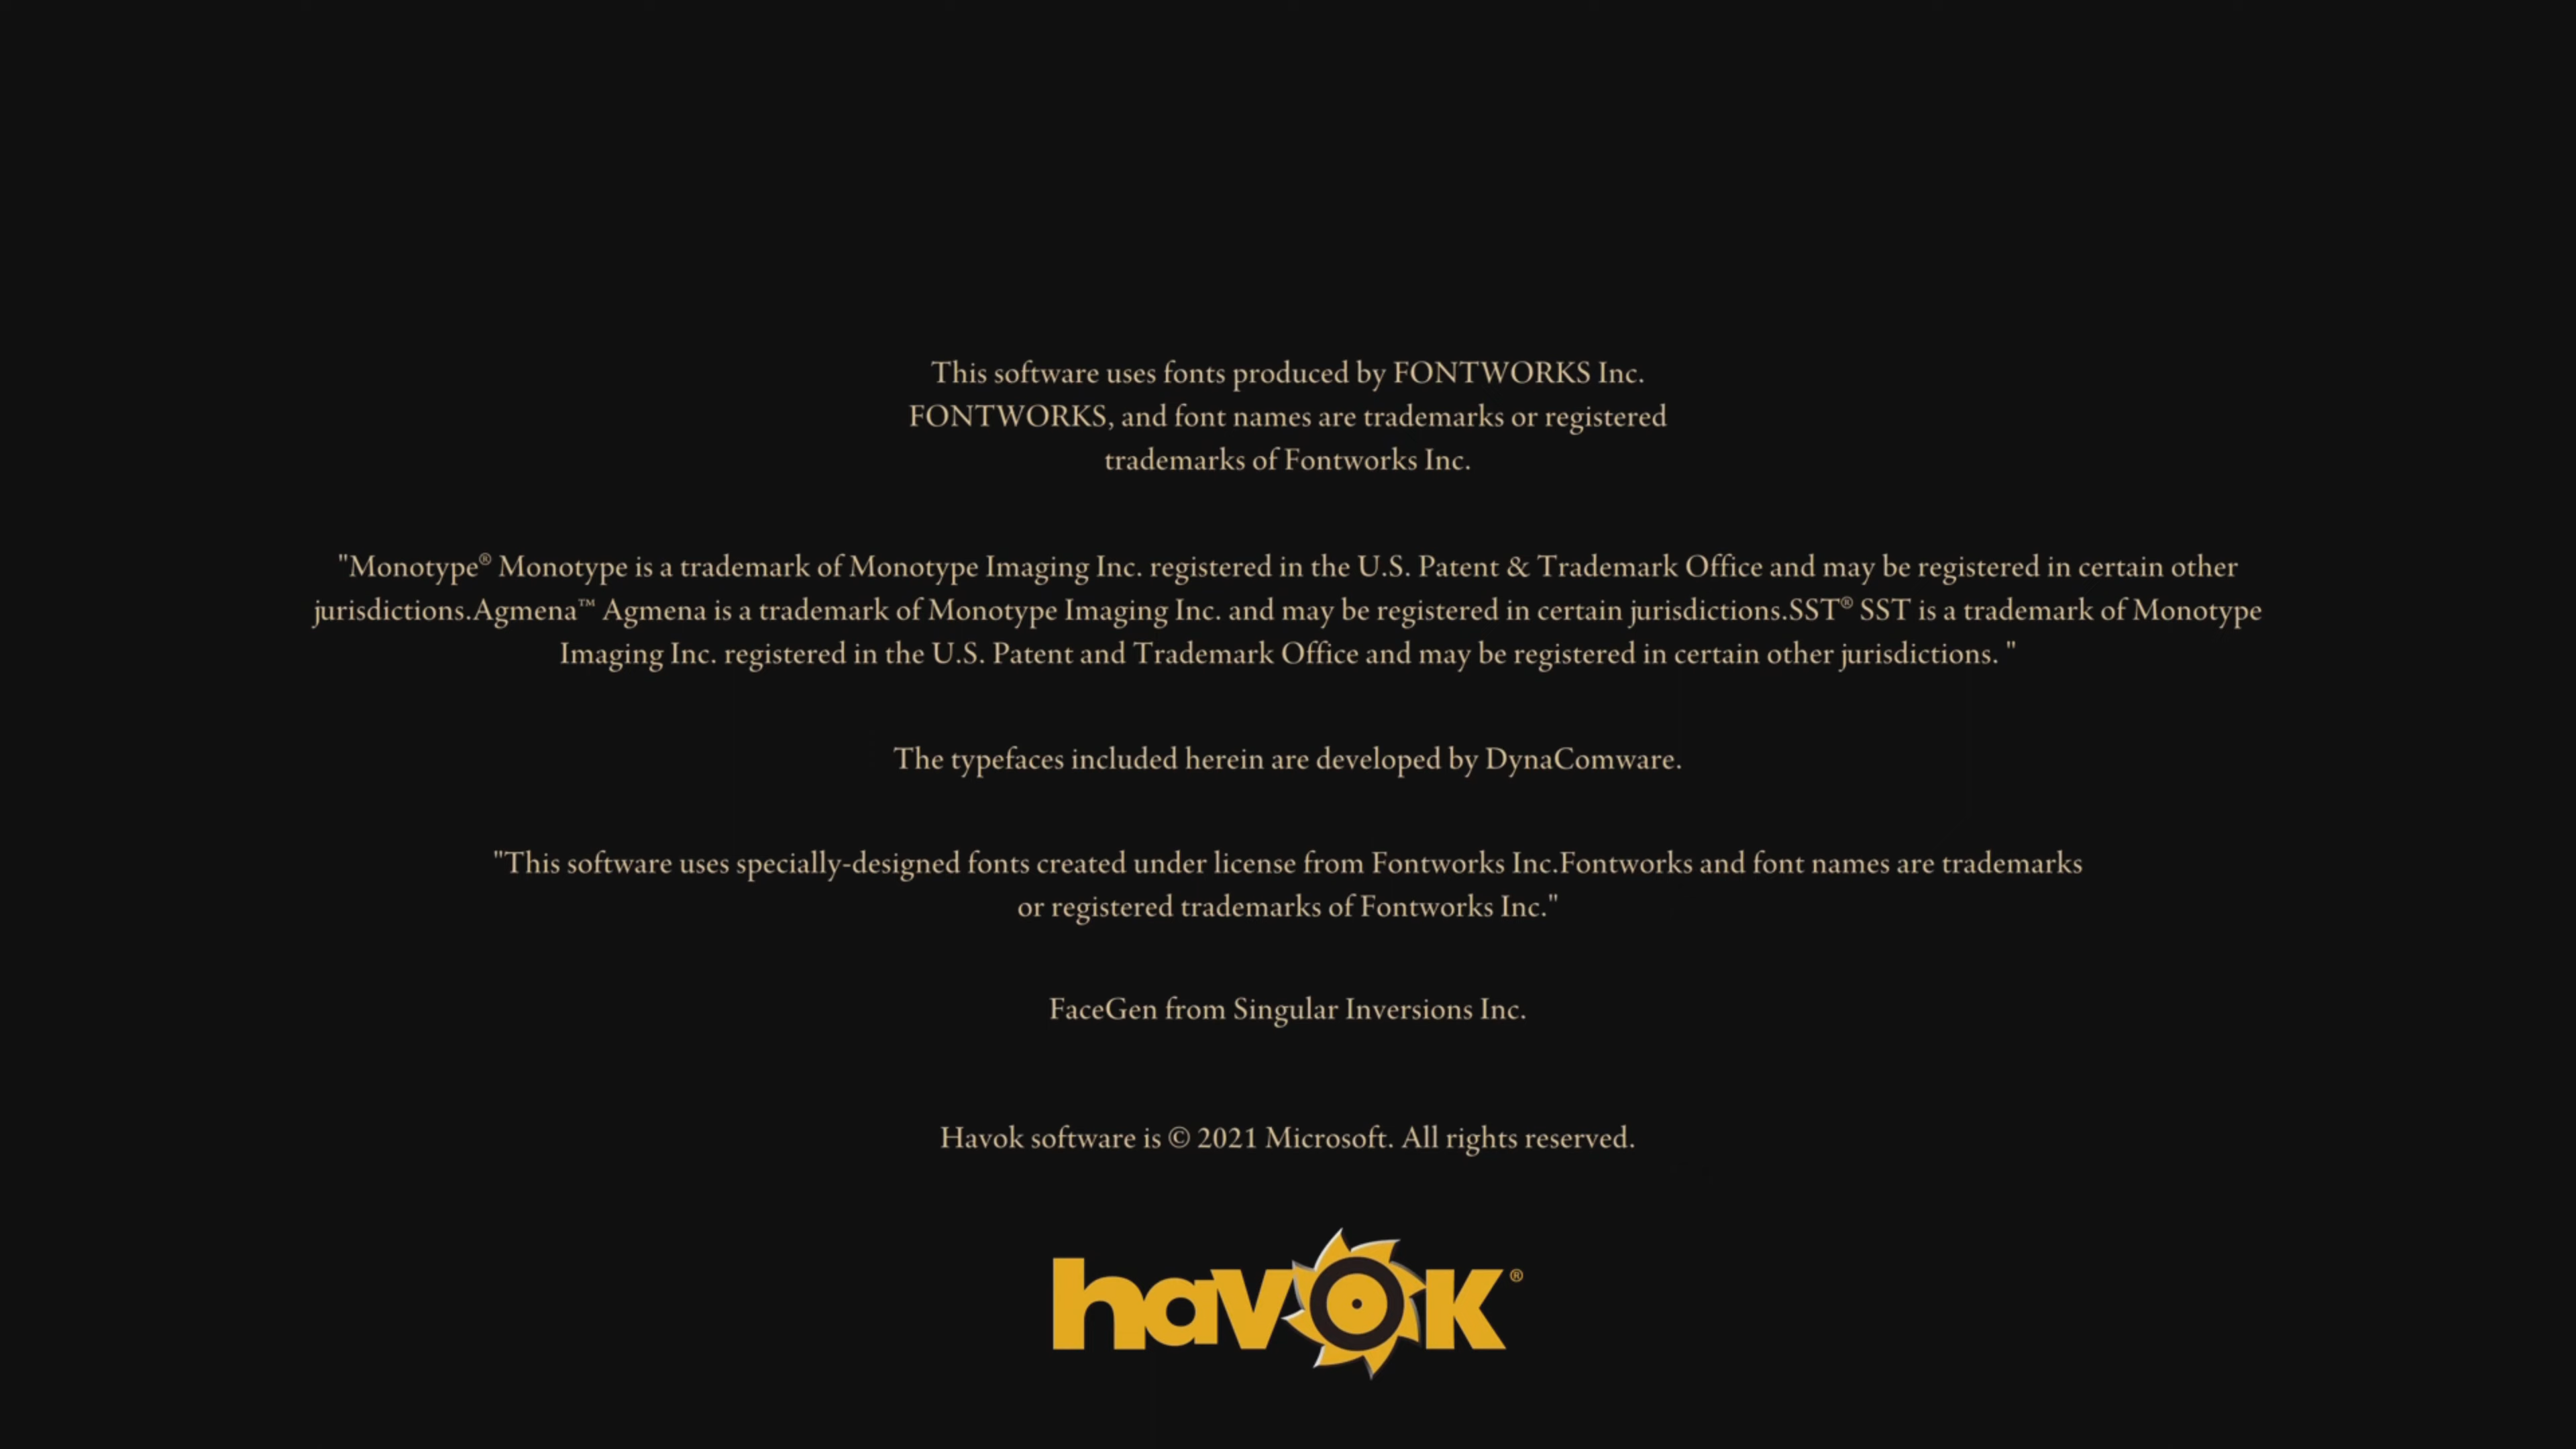 This software uses fonts produced by FONTWORKS Inc.
FONTWORKS, and font names are trademarks or registered
trademarks of Fontworks Inc.
"Monotype® Monotype is a trademark of Monotype Imaging Inc. registered in the U.S. Patent & Trademark Office and may be registered in certain other
jurisdictions.Agmena™ Agmena is a trademark of Monotype Imaging Inc. and may be registered in certain jurisdictions.SST® SST is a trademark of Monotype
Imaging Inc. registered in the U.S. Patent and Trademark Office and may be registered in certain other jurisdictions. "
The typefaces included herein are developed by DynaComware.
"This software uses specially-designed fonts created under license from Fontworks Inc.Fontworks and font names are trademarks
or registered trademarks of Fontworks Inc."
FaceGen from Singular Inversions Inc.
Havok software is © 2021 Microsoft. All rights reserved.
havok®